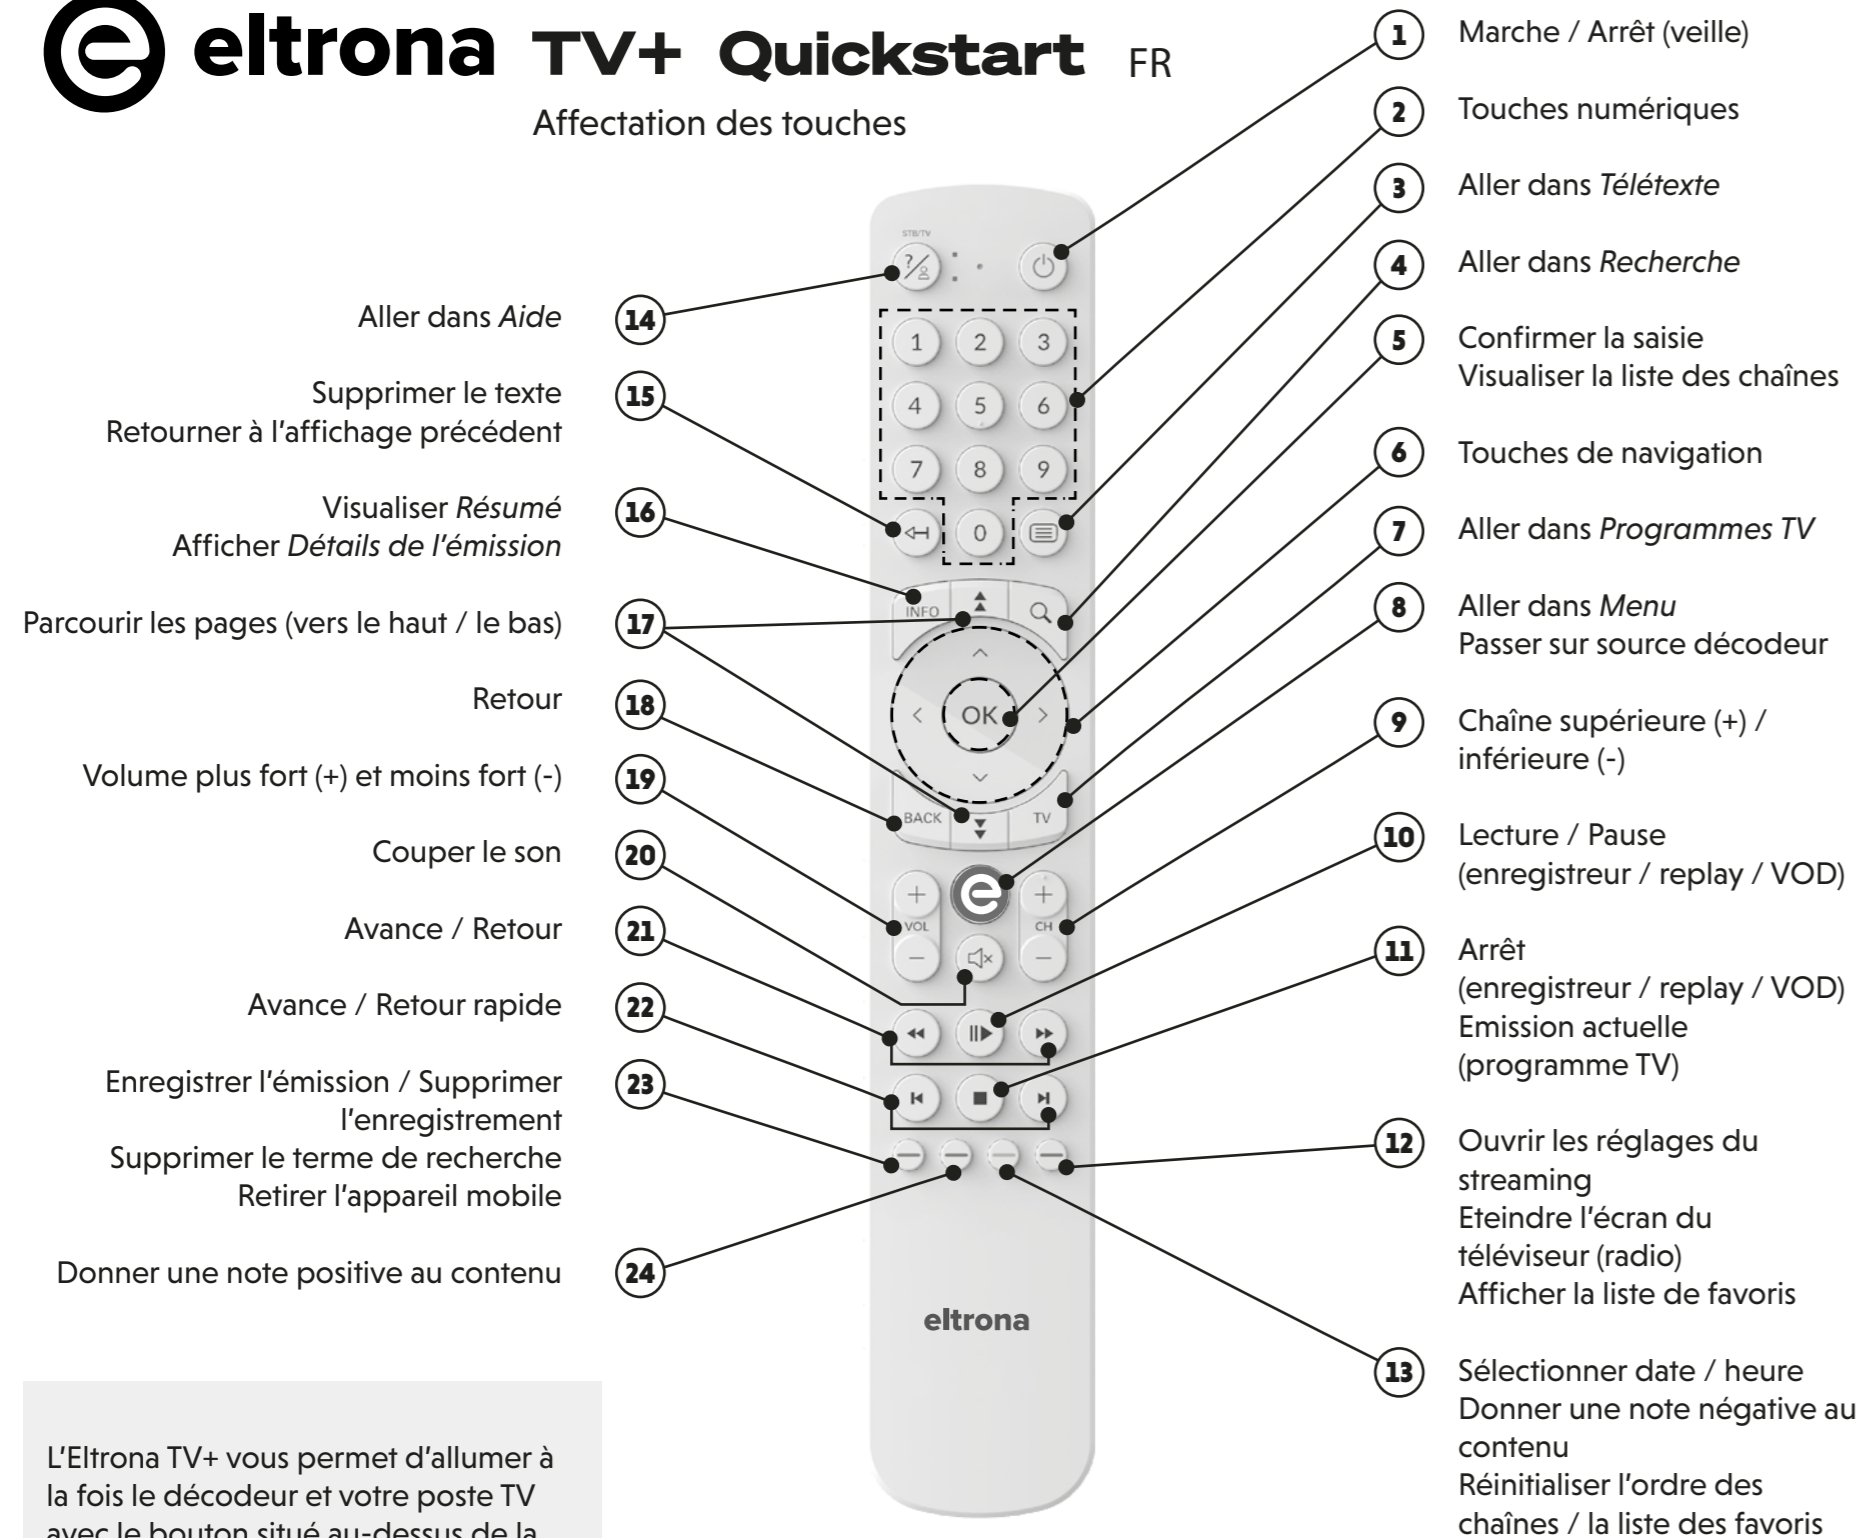 eltrona TV+ Quickstart FR
Affectation des touches
1 Marche / Arrêt (veille)
2 Touches numériques
3 Aller dans Télétexte
4 Aller dans Recherche
5 Confirmer la saisie
Visualiser la liste des chaînes
6 Touches de navigation
7 Aller dans Programmes TV
8 Aller dans Menu
Passer sur source décodeur
9 Chaîne supérieure (+) /
inférieure (-)
10 Lecture / Pause
(enregistreur / replay / VOD)
11 Arrêt
(enregistreur / replay / VOD)
Emission actuelle
(programme TV)
12 Ouvrir les réglages du
streaming
Eteindre l'écran du
téléviseur (radio)
Afficher la liste de favoris
13 Sélectionner date / heure
Donner une note négative au
contenu
Réinitialiser l'ordre des
chaînes / la liste des favoris
Aller dans Aide 14
Supprimer le texte 15
Retourner à l'affichage précédent
Visualiser Résumé 16
Afficher Détails de l'émission
Parcourir les pages (vers le haut / le bas) 17
Retour 18
Volume plus fort (+) et moins fort (-) 19
Couper le son 20
Avance / Retour 21
Avance / Retour rapide 22
Enregistrer l'émission / Supprimer 23
l'enregistrement
Supprimer le terme de recherche
Retirer l'appareil mobile
Donner une note positive au contenu 24
STB/TV
?/
1 2 3
4 5 6
7 8 9
0
INFO
OK
BACK TV
+ e +
VOL CH
− −
eltrona
L'Eltrona TV+ vous permet d'allumer à
la fois le décodeur et votre poste TV
avec le bouton situé au-dessus de la